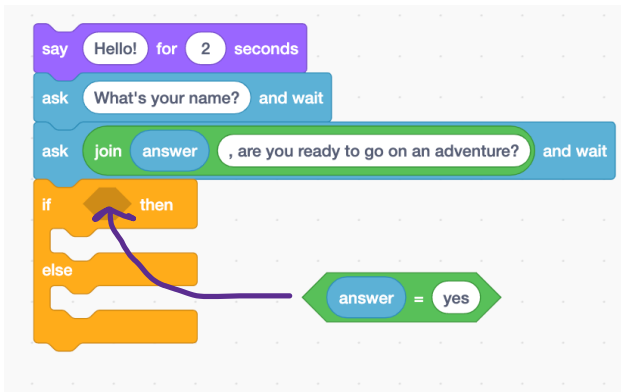 say Hello! for 2 seconds
ask What's your name? and wait
ask join answer , are you ready to go on an adventure? and wait
if then
else
answer = yes